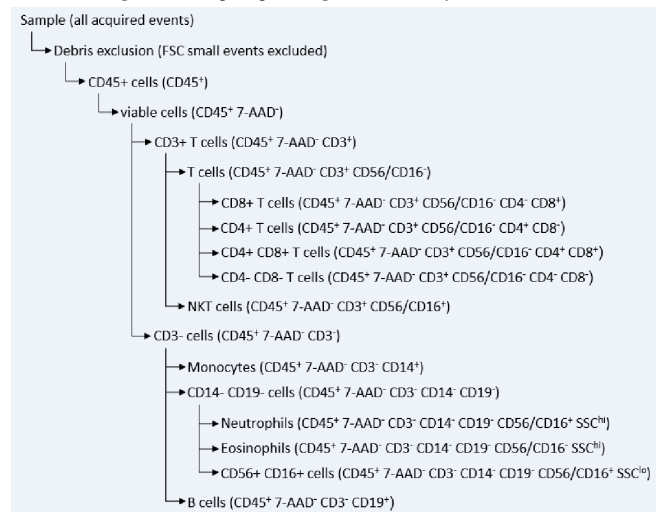 Sample (all acquired events)
Debris exclusion (FSC small events excluded)
CD45+ cells (CD45⁺)
viable cells (CD45⁺ 7-AAD⁻)
CD3+ T cells (CD45⁺ 7-AAD⁻ CD3⁺)
T cells (CD45⁺ 7-AAD⁻ CD3⁺ CD56/CD16⁻)
CD8+ T cells (CD45⁺ 7-AAD⁻ CD3⁺ CD56/CD16⁻ CD4⁻ CD8⁺)
CD4+ T cells (CD45⁺ 7-AAD⁻ CD3⁺ CD56/CD16⁻ CD4⁺ CD8⁻)
CD4+ CD8+ T cells (CD45⁺ 7-AAD⁻ CD3⁺ CD56/CD16⁻ CD4⁺ CD8⁺)
CD4- CD8- T cells (CD45⁺ 7-AAD⁻ CD3⁺ CD56/CD16⁻ CD4⁻ CD8⁻)
NKT cells (CD45⁺ 7-AAD⁻ CD3⁺ CD56/CD16⁺)
CD3- cells (CD45⁺ 7-AAD⁻ CD3⁻)
Monocytes (CD45⁺ 7-AAD⁻ CD3⁻ CD14⁺)
CD14- CD19- cells (CD45⁺ 7-AAD⁻ CD3⁻ CD14⁻ CD19⁻)
Neutrophils (CD45⁺ 7-AAD⁻ CD3⁻ CD14⁻ CD19⁻ CD56/CD16⁺ SSCʰⁱ)
Eosinophils (CD45⁺ 7-AAD⁻ CD3⁻ CD14⁻ CD19⁻ CD56/CD16⁻ SSCʰⁱ)
CD56+ CD16+ cells (CD45⁺ 7-AAD⁻ CD3⁻ CD14⁻ CD19⁻ CD56/CD16⁺ SSCˡᵒ)
B cells (CD45⁺ 7-AAD⁻ CD3⁻ CD19⁺)